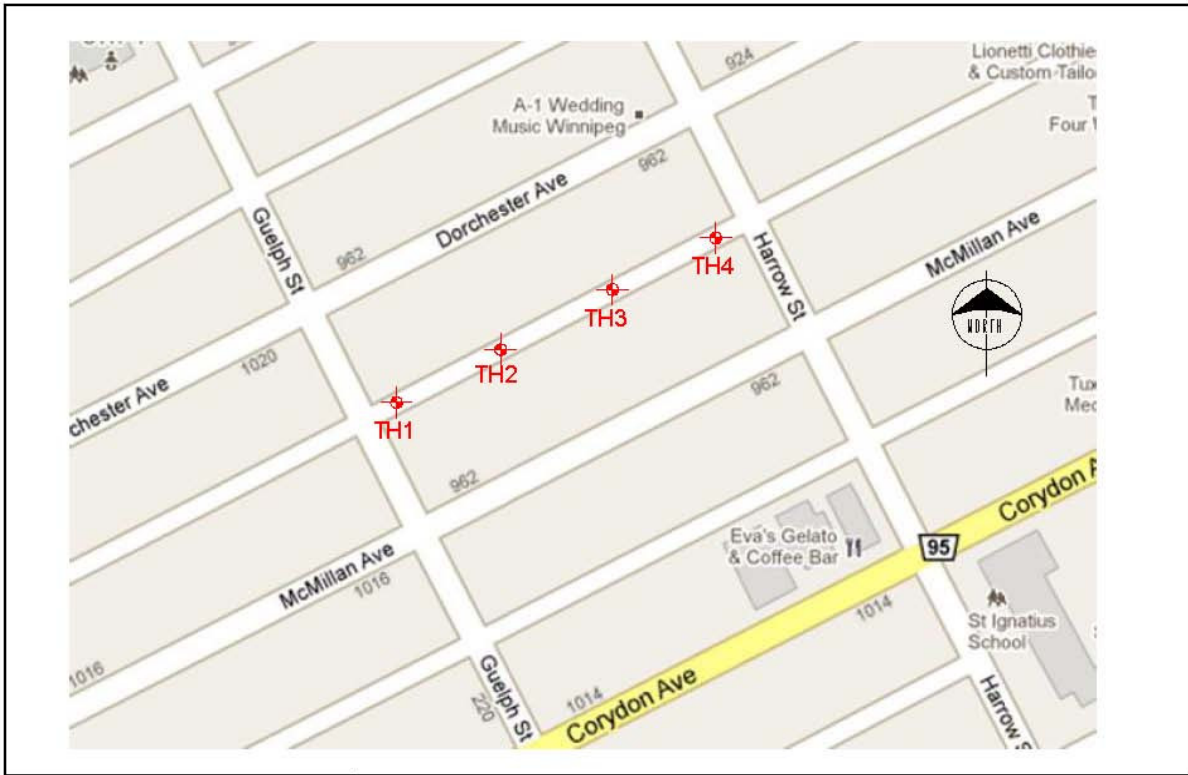 924
Lionetti Clothie
& Custom Tailo
A-1 Wedding
Music Winnipeg
T
Four
962
Dorchester Ave
Guelph St
962
TH4
Harrow St
McMillan Ave
TH3
NORTH
TH2
1020
chester Ave
TH1
962
Tux
Med
962
Corydon A
Eva's Gelato
& Coffee Bar
95
McMillan Ave
1016
1014
St Ignatius
School
1016
Guelph St
220
1014
Corydon Ave
Harrow S